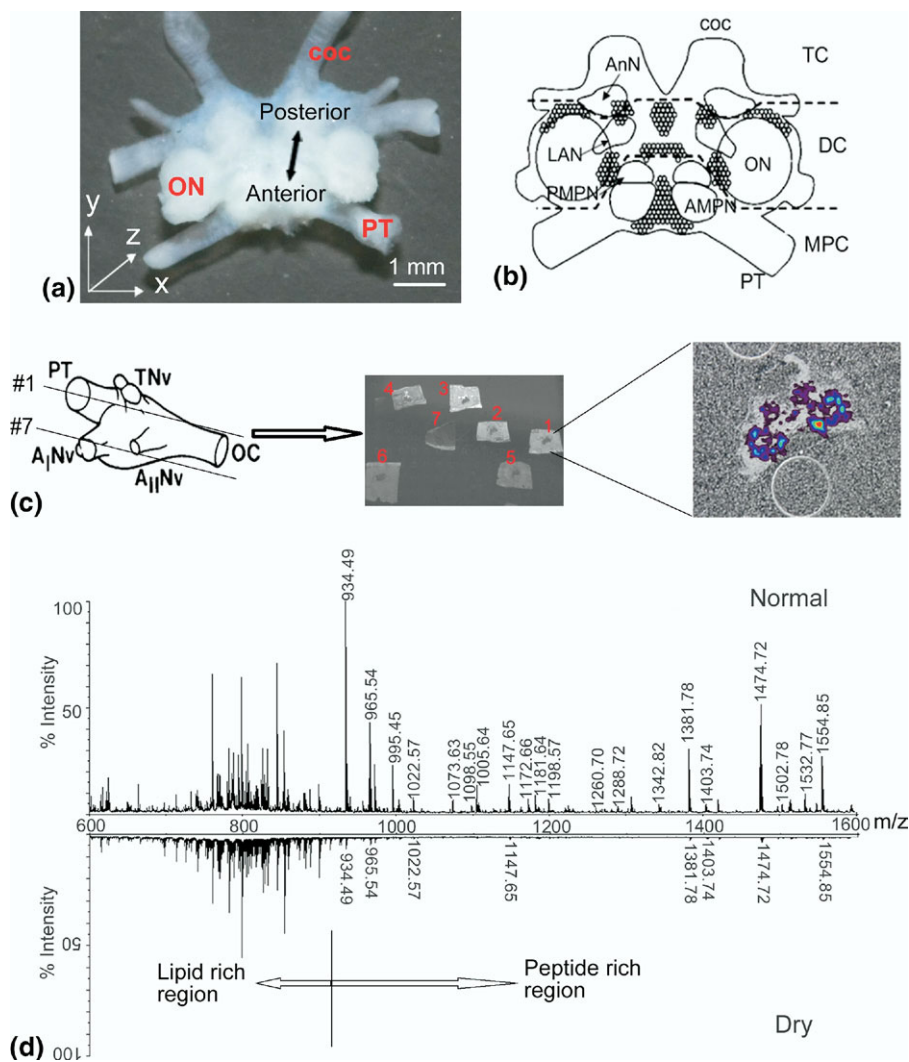 coc
Posterior
Anterior
ON
PT
y
z
x
1 mm
(a)
coc
TC
AnN
DC
LAN
ON
PMPN
AMPN
MPC
PT
(b)
PT
TNv
#1
#7
AINv
OC
AIINv
(c)
4
3
2
1
7
6
5
Normal
% Intensity
100
50
934.49
965.54
995.45
1022.57
1073.63
1098.55
1005.64
1147.65
1172.66
1181.64
1198.57
1260.70
1288.72
1342.82
1381.78
1403.74
1474.72
1502.78
1532.77
1554.85
600
800
1000
1200
1400
1600
m/z
934.49
965.54
1022.57
1147.65
1381.78
1403.74
1474.72
1554.85
% Intensity
50
100
Lipid rich
region
Peptide rich
region
Dry
(d)